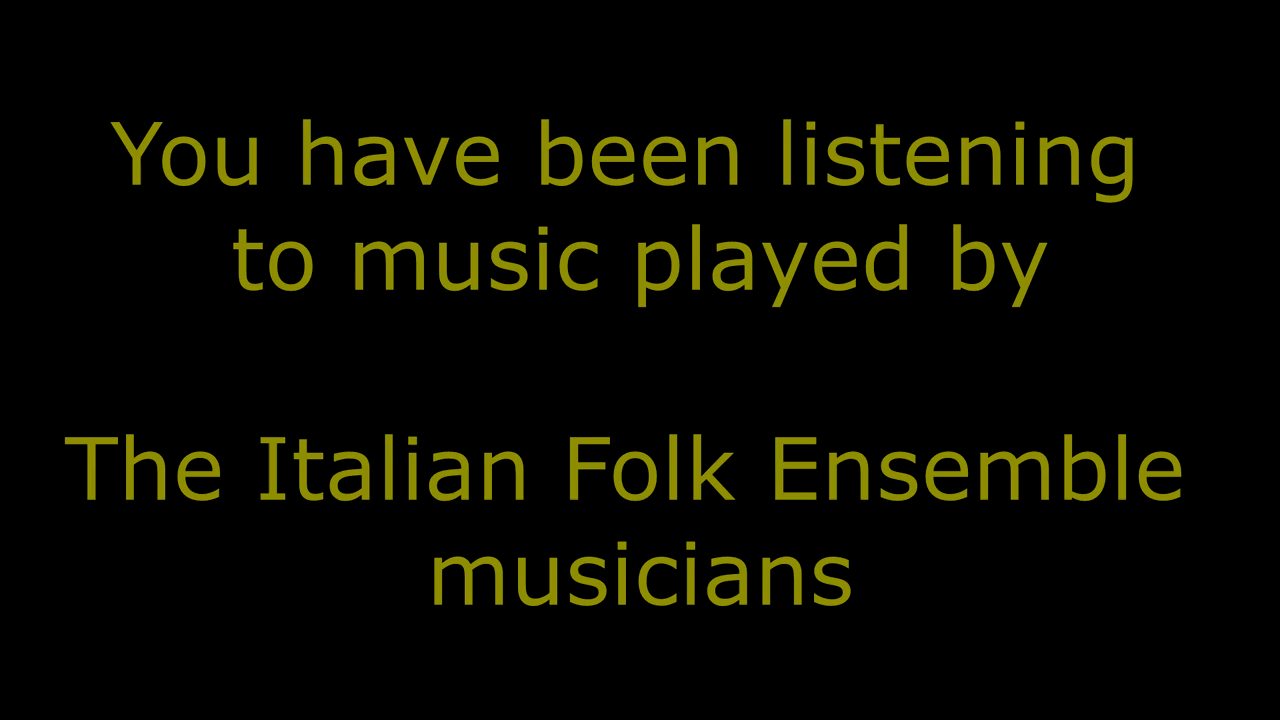 You have been listening
to music played by
The Italian Folk Ensemble
musicians